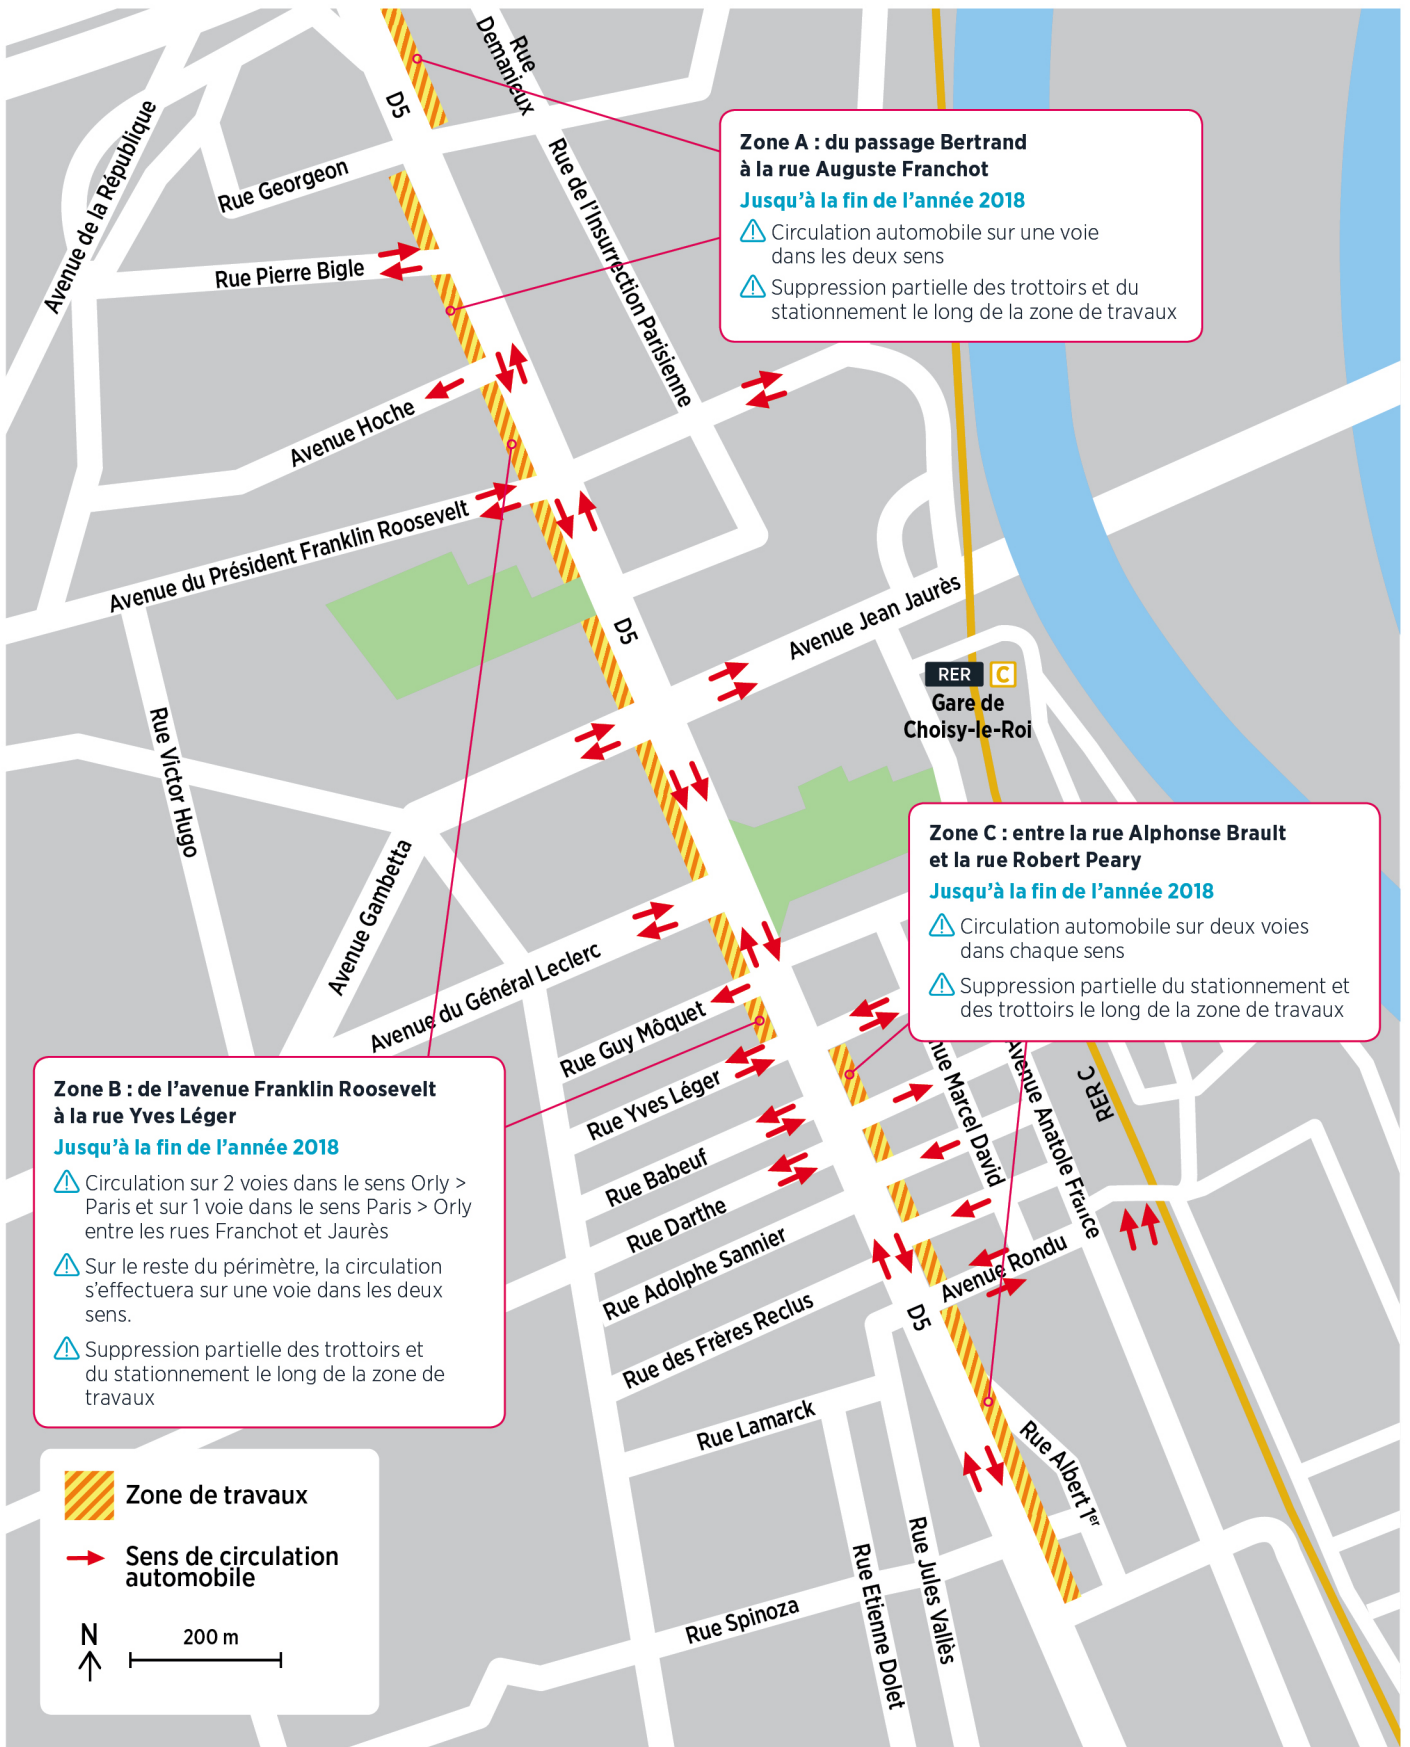 Rue
Demanieux
D5
Avenue de la République
Rue Georgeon
Rue de l'Insurrection Parisienne
Rue Pierre Bigle
Zone A : du passage Bertrand
à la rue Auguste Franchot
Jusqu'à la fin de l'année 2018
Circulation automobile sur une voie
dans les deux sens
Suppression partielle des trottoirs et du
stationnement le long de la zone de travaux
Avenue Hoche
Avenue du Président Franklin Roosevelt
D5
Avenue Jean Jaurès
RER C
Gare de
Choisy-le-Roi
Rue Victor Hugo
Avenue Gambetta
Avenue du Général Leclerc
Zone C : entre la rue Alphonse Brault
et la rue Robert Peary
Jusqu'à la fin de l'année 2018
Circulation automobile sur deux voies
dans chaque sens
Suppression partielle du stationnement et
des trottoirs le long de la zone de travaux
Rue Guy Môquet
Rue Yves Léger
Rue Babeuf
Rue Darthe
Rue Adolphe Sannier
Rue des Frères Reclus
nue Marcel David
Avenue Anatole France
RER C
Avenue Rondu
D5
Zone B : de l'avenue Franklin Roosevelt
à la rue Yves Léger
Jusqu'à la fin de l'année 2018
Circulation sur 2 voies dans le sens Orly >
Paris et sur 1 voie dans le sens Paris > Orly
entre les rues Franchot et Jaurès
Sur le reste du périmètre, la circulation
s'effectuera sur une voie dans les deux
sens.
Suppression partielle des trottoirs et
du stationnement le long de la zone de
travaux
Rue Lamarck
Rue Albert 1er
Rue Jules Vallès
Rue Etienne Dolet
Rue Spinoza
Zone de travaux
Sens de circulation
automobile
N
200 m